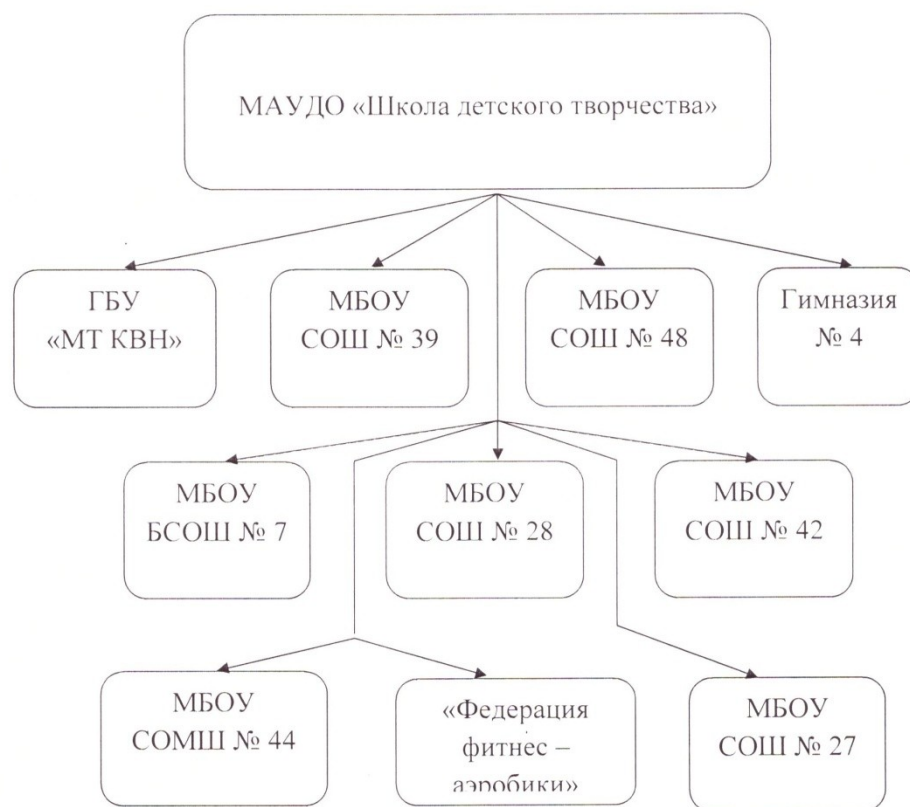 МАУДО «Школа детского творчества»
ГБУ
«МТ КВН»
МБОУ
СОШ № 39
МБОУ
СОШ № 48
Гимназия
№ 4
МБОУ
БСОШ № 7
МБОУ
СОШ № 28
МБОУ
СОШ № 42
МБОУ
СОМШ № 44
«Федерация
фитнес –
аэробики»
МБОУ
СОШ № 27